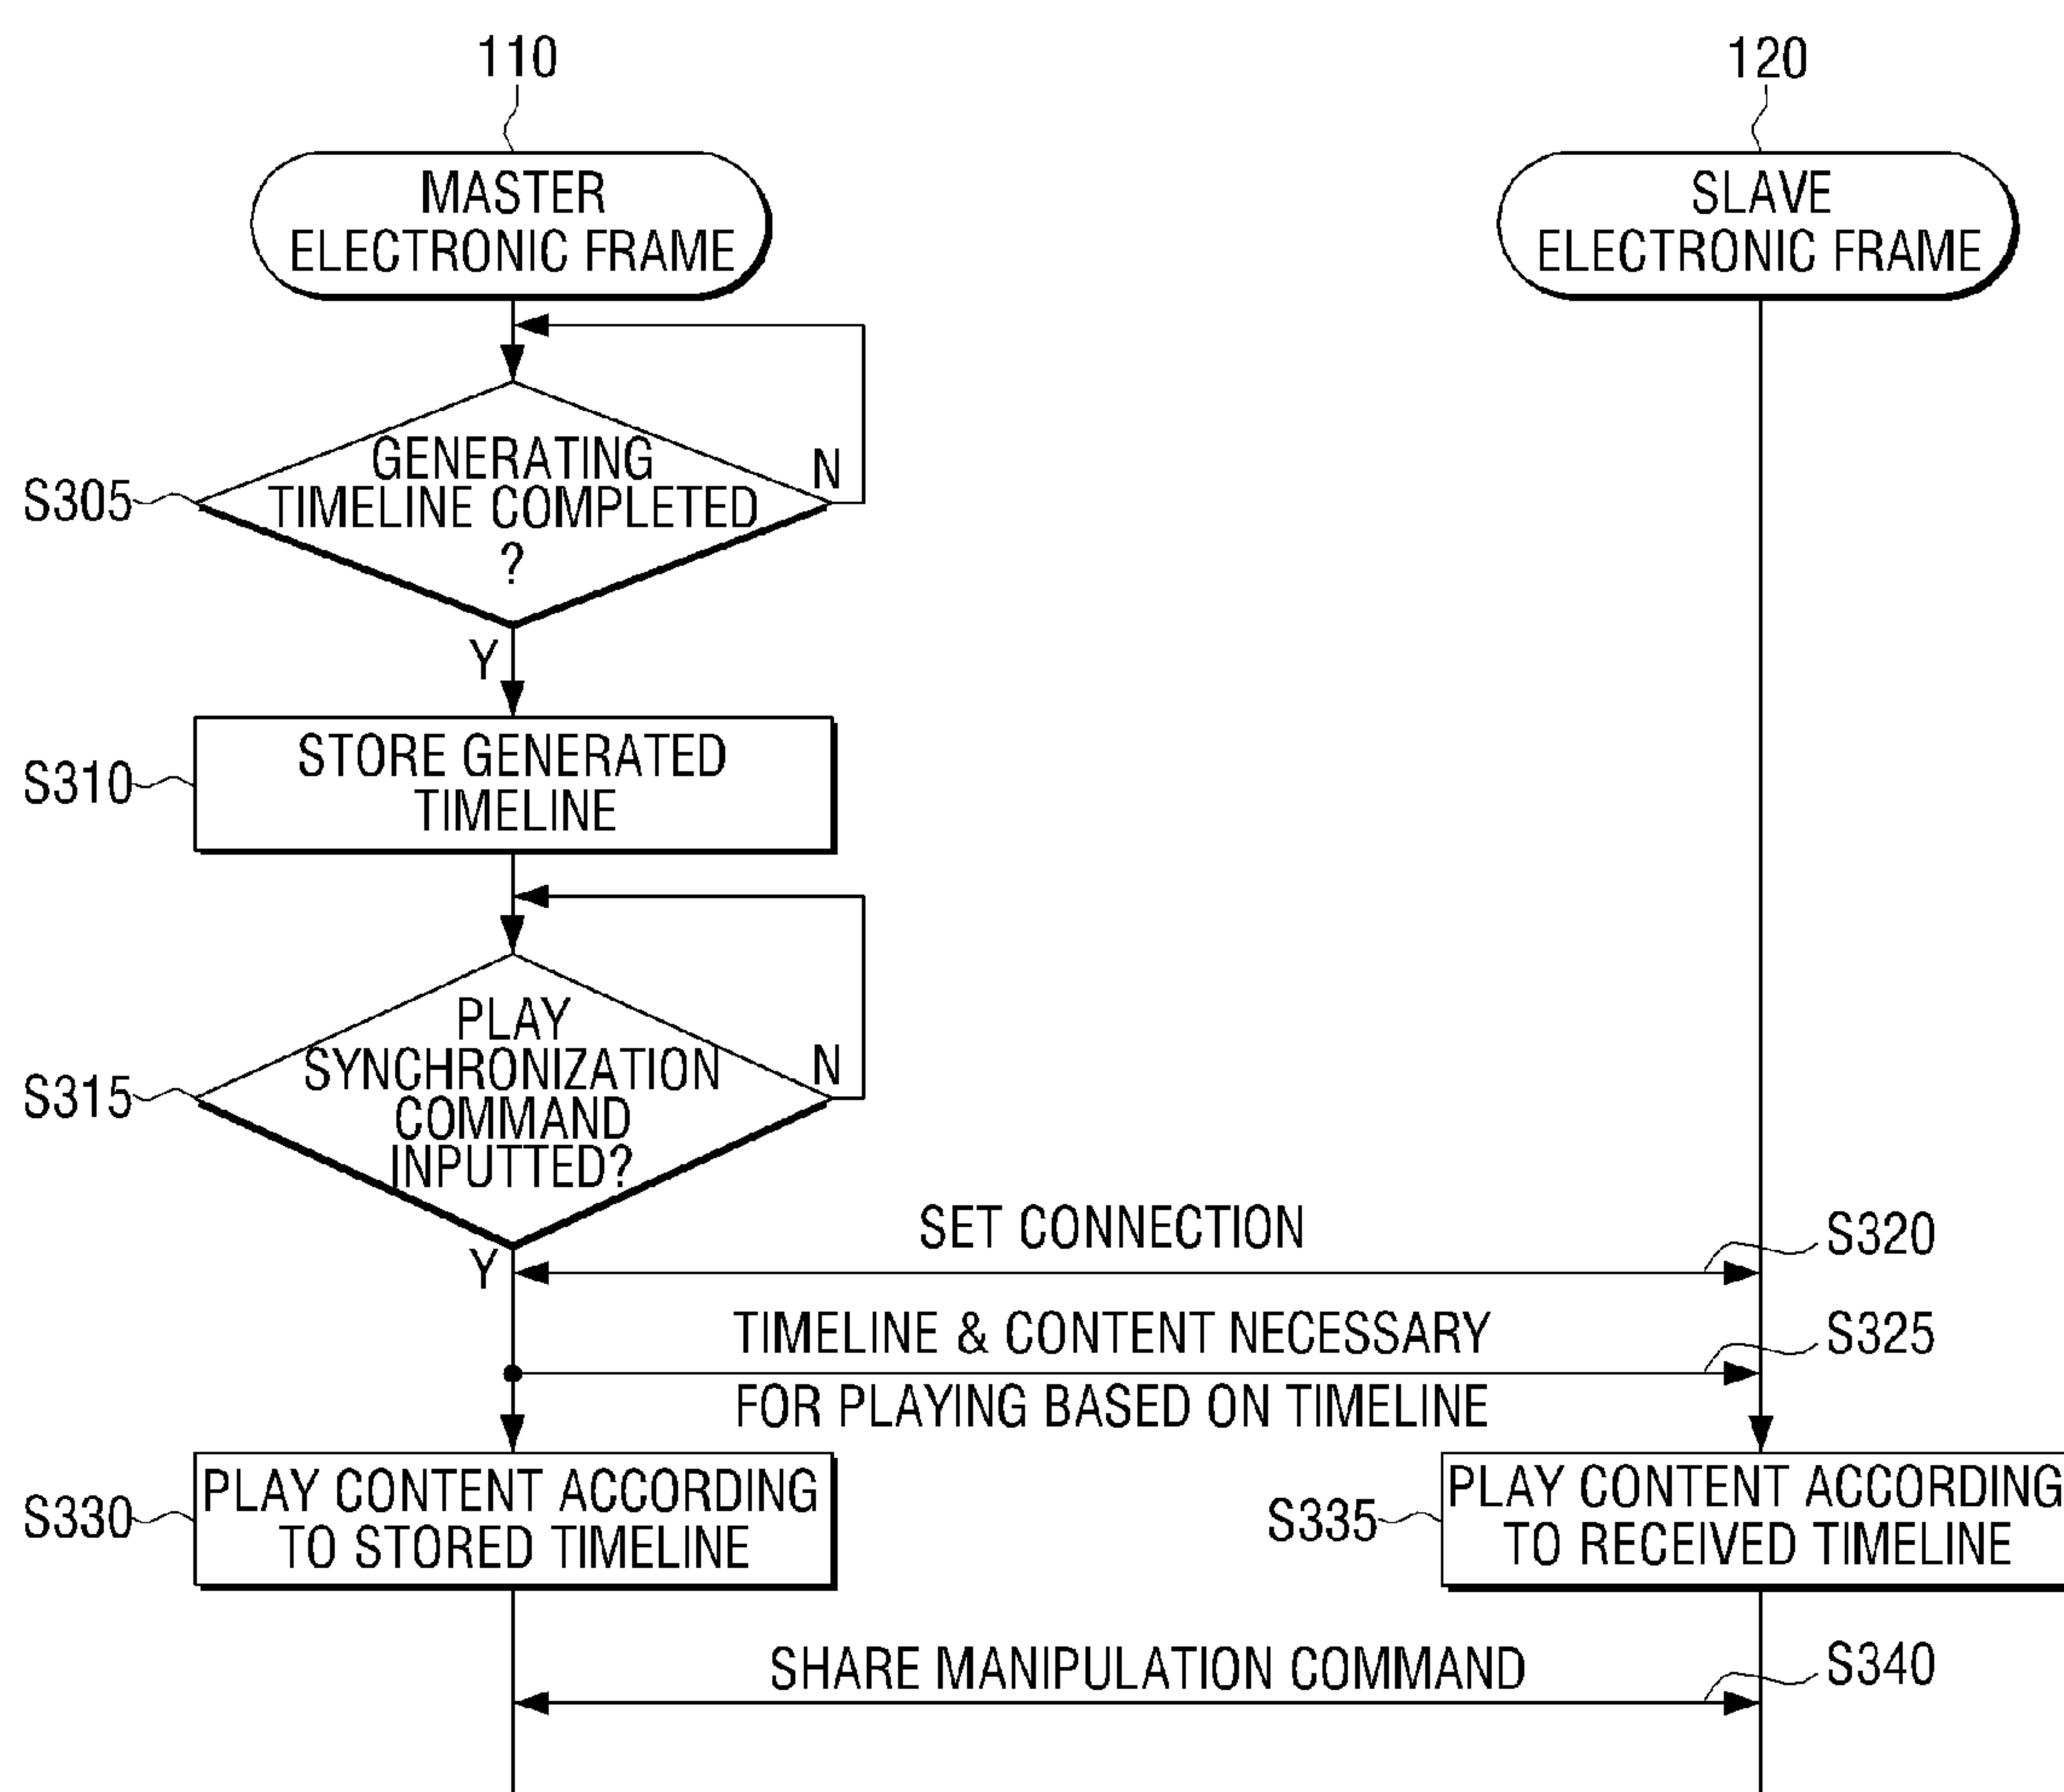 110
120
MASTER
ELECTRONIC FRAME
SLAVE
ELECTRONIC FRAME
S305
GENERATING
TIMELINE COMPLETED
?
N
Y
S310
STORE GENERATED
TIMELINE
S315
PLAY
SYNCHRONIZATION
COMMAND
INPUTTED?
N
Y
SET CONNECTION
S320
TIMELINE & CONTENT NECESSARY
FOR PLAYING BASED ON TIMELINE
S325
S330
PLAY CONTENT ACCORDING
TO STORED TIMELINE
S335
PLAY CONTENT ACCORDING
TO RECEIVED TIMELINE
SHARE MANIPULATION COMMAND
S340